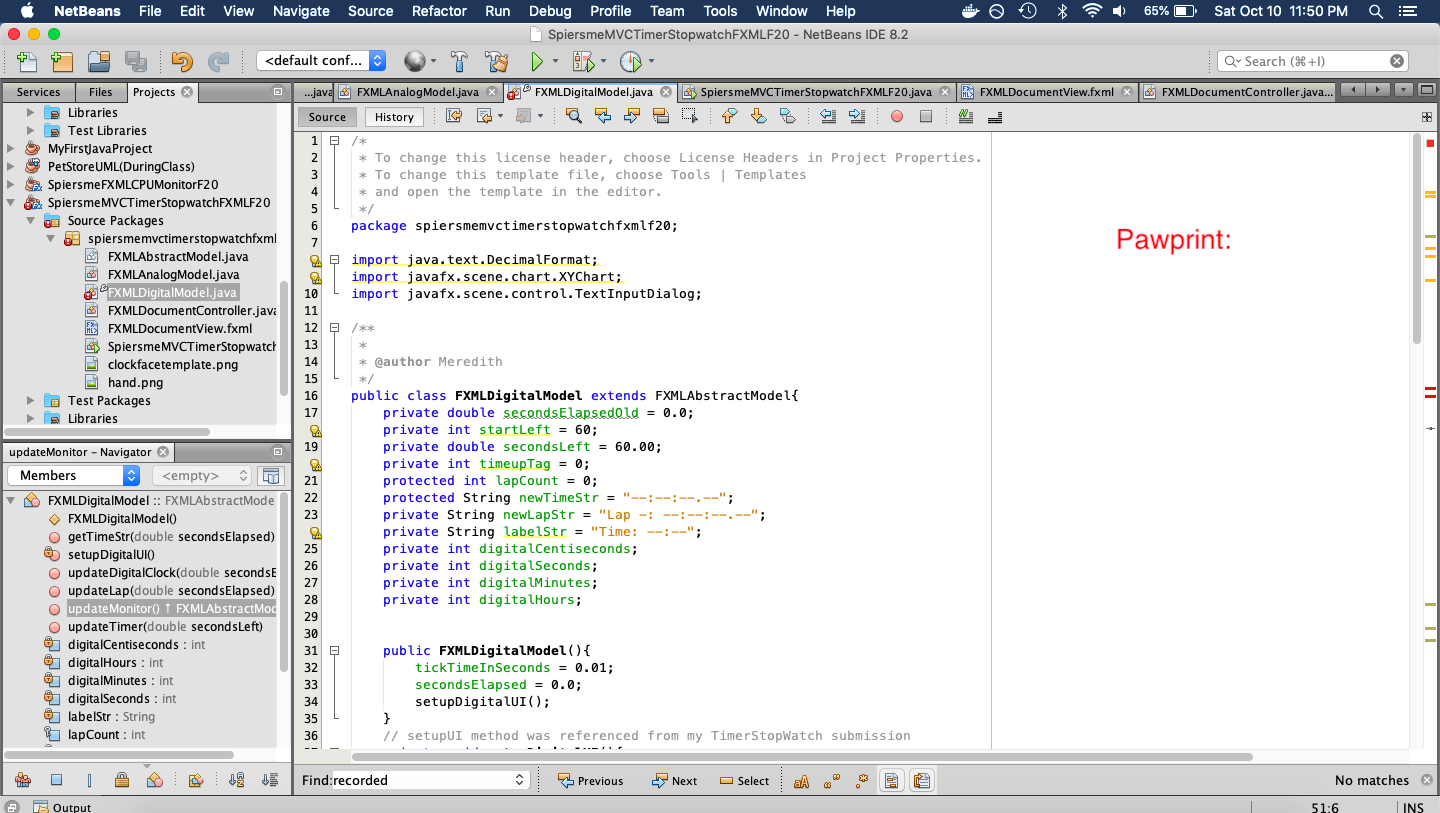 NetBeans File Edit View Navigate Source Refactor Run Debug Profile Team Tools Window Help 65% Sat Oct 10 11:50 PM
SpiersmeMVCTimerStopwatchFXMLF20 - NetBeans IDE 8.2
<default conf... Search (⌘+I)
Services Files Projects
...java FXMLAnalogModel.java FXMLDigitalModel.java SpiersmeMVCTimerStopwatchFXMLF20.java FXMLDocumentView.fxml FXMLDocumentController.java...
Source History
Libraries
Test Libraries
MyFirstJavaProject
PetStoreUML(DuringClass)
SpiersmeFXMLCPUMonitorF20
SpiersmeMVCTimerStopwatchFXMLF20
Source Packages
spiersmemvctimerstopwatchfxml
FXMLAbstractModel.java
FXMLAnalogModel.java
FXMLDigitalModel.java
FXMLDocumentController.java
FXMLDocumentView.fxml
SpiersmeMVCTimerStopwatch
clockfacetemplate.png
hand.png
Test Packages
Libraries
updateMonitor - Navigator
Members <empty>
FXMLDigitalModel :: FXMLAbstractMode
FXMLDigitalModel()
getTimeStr(double secondsElapsed)
setupDigitalUI()
updateDigitalClock(double secondsE
updateLap(double secondsElapsed)
updateMonitor() ↑ FXMLAbstractMod
updateTimer(double secondsLeft)
digitalCentiseconds : int
digitalHours : int
digitalMinutes : int
digitalSeconds : int
labelStr : String
lapCount : int
Output
1 /*
2 * To change this license header, choose License Headers in Project Properties.
3 * To change this template file, choose Tools | Templates
4 * and open the template in the editor.
5 */
6 package spiersmemvctimerstopwatchfxmlf20;
7
import java.text.DecimalFormat;
import javafx.scene.chart.XYChart;
10 import javafx.scene.control.TextInputDialog;
11
12 /**
13 *
14 * @author Meredith
15 */
16 public class FXMLDigitalModel extends FXMLAbstractModel{
17 private double secondsElapsedOld = 0.0;
private int startLeft = 60;
19 private double secondsLeft = 60.00;
private int timeupTag = 0;
21 protected int lapCount = 0;
22 protected String newTimeStr = "--:--:--.--";
23 private String newLapStr = "Lap -: --:--:--.--";
private String labelStr = "Time: --:--";
25 private int digitalCentiseconds;
26 private int digitalSeconds;
27 private int digitalMinutes;
28 private int digitalHours;
29
30
31 public FXMLDigitalModel(){
32 tickTimeInSeconds = 0.01;
33 secondsElapsed = 0.0;
34 setupDigitalUI();
35 }
36 // setupUI method was referenced from my TimerStopWatch submission
Pawprint:
Find: recorded Previous Next Select aA No matches
51:6 INS